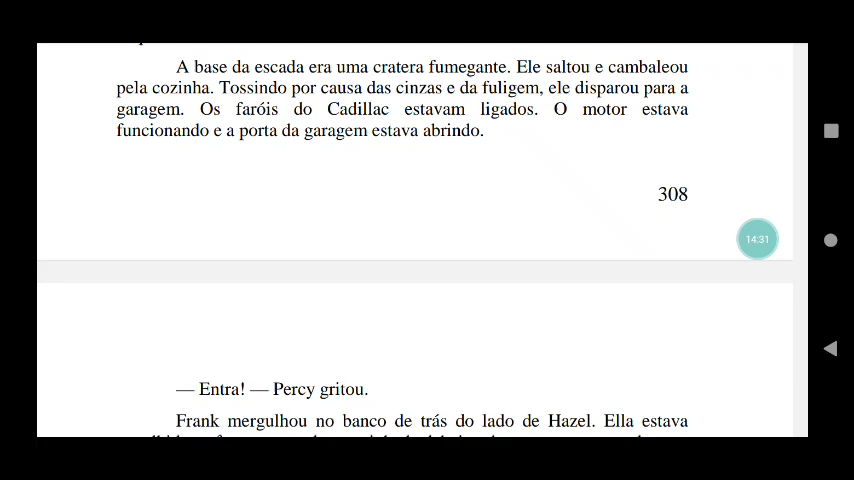 A base da escada era uma cratera fumegante. Ele saltou e cambaleou
pela cozinha. Tossindo por causa das cinzas e da fuligem, ele disparou para a
garagem. Os faróis do Cadillac estavam ligados. O motor estava
funcionando e a porta da garagem estava abrindo.
308
14:31
— Entra! — Percy gritou.
Frank mergulhou no banco de trás do lado de Hazel. Ella estava